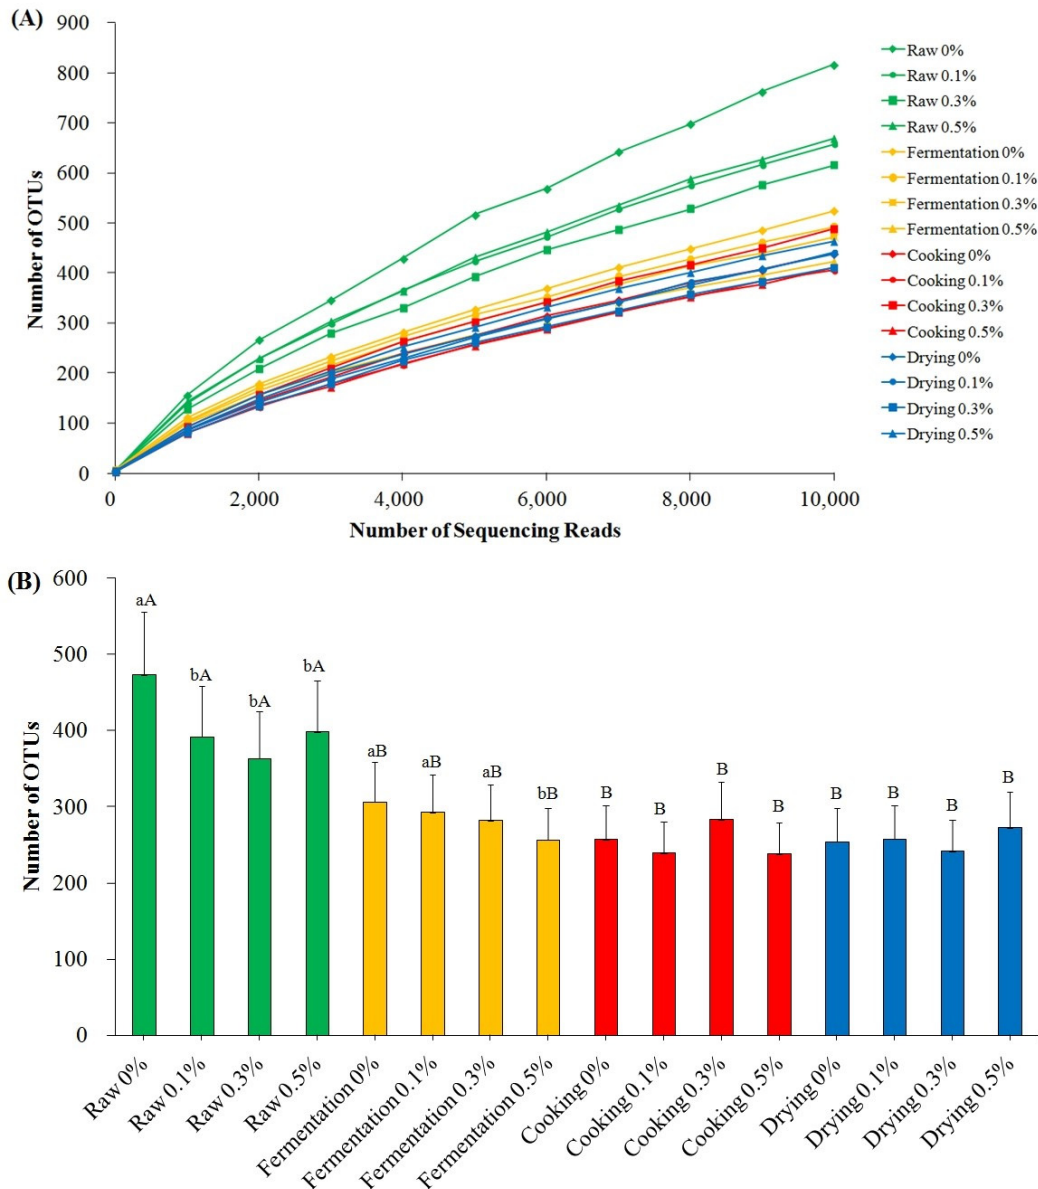 (A)
900
800
700
600
500
400
300
200
100
0
Number of OTUs
0
2,000
4,000
6,000
8,000
10,000
Number of Sequencing Reads
Raw 0%
Raw 0.1%
Raw 0.3%
Raw 0.5%
Fermentation 0%
Fermentation 0.1%
Fermentation 0.3%
Fermentation 0.5%
Cooking 0%
Cooking 0.1%
Cooking 0.3%
Cooking 0.5%
Drying 0%
Drying 0.1%
Drying 0.3%
Drying 0.5%
(B)
600
500
400
300
200
100
0
Number of OTUs
aA
bA
bA
bA
aB
aB
aB
bB
B
B
B
B
B
B
B
B
Raw 0%
Raw 0.1%
Raw 0.3%
Raw 0.5%
Fermentation 0%
Fermentation 0.1%
Fermentation 0.3%
Fermentation 0.5%
Cooking 0%
Cooking 0.1%
Cooking 0.3%
Cooking 0.5%
Drying 0%
Drying 0.1%
Drying 0.3%
Drying 0.5%